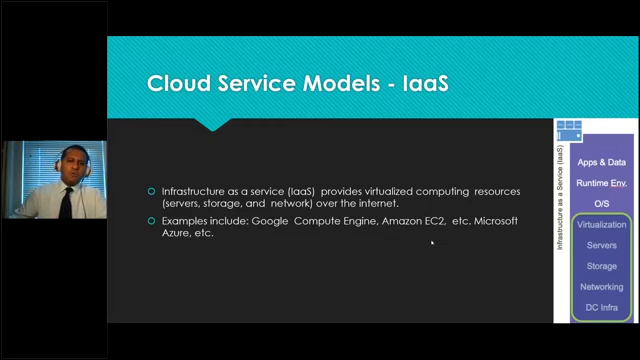 Cloud Service Models - IaaS
Infrastructure as a service (IaaS) provides virtualized computing resources
(servers, storage, and network) over the internet.
Examples include: Google Compute Engine, Amazon EC2, etc. Microsoft
Azure, etc.
Infrastructure as a Service (IaaS)
Apps & Data
Runtime Env.
O/S
Virtualization
Servers
Storage
Networking
DC Infra